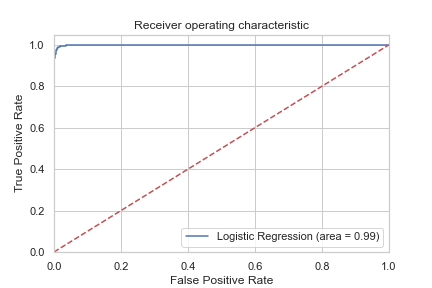 Receiver operating characteristic
1.0
0.8
0.6
0.4
0.2
0.0
True Positive Rate
Logistic Regression (area = 0.99)
0.0 0.2 0.4 0.6 0.8 1.0
False Positive Rate